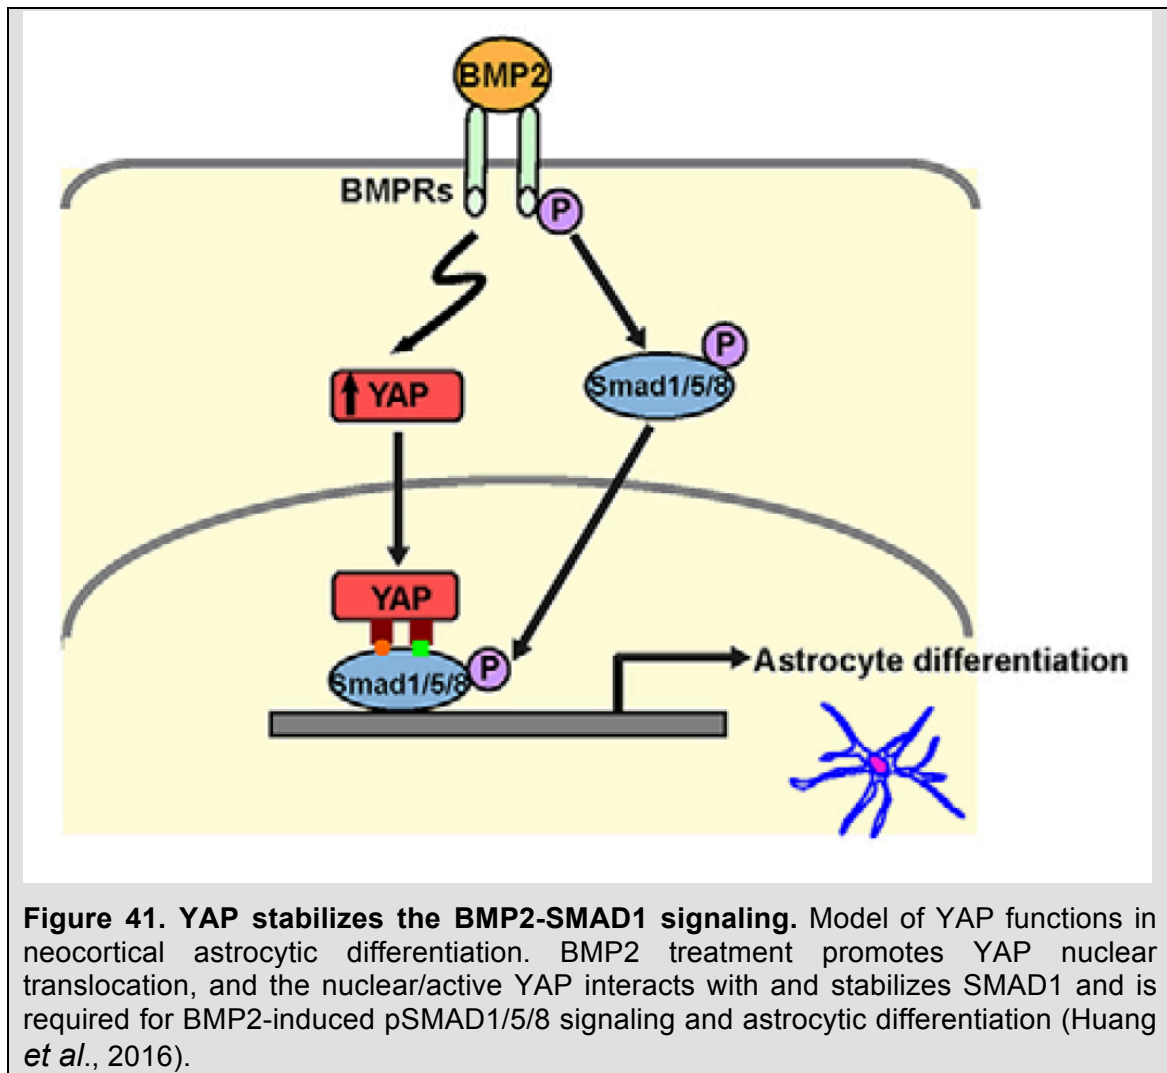 BMP2
BMPRs
P
P
YAP
Smad1/5/8
YAP
P
Smad1/5/8
Astrocyte differentiation
Figure 41. YAP stabilizes the BMP2-SMAD1 signaling. Model of YAP functions in
neocortical astrocytic differentiation. BMP2 treatment promotes YAP nuclear
translocation, and the nuclear/active YAP interacts with and stabilizes SMAD1 and is
required for BMP2-induced pSMAD1/5/8 signaling and astrocytic differentiation (Huang
et al., 2016).